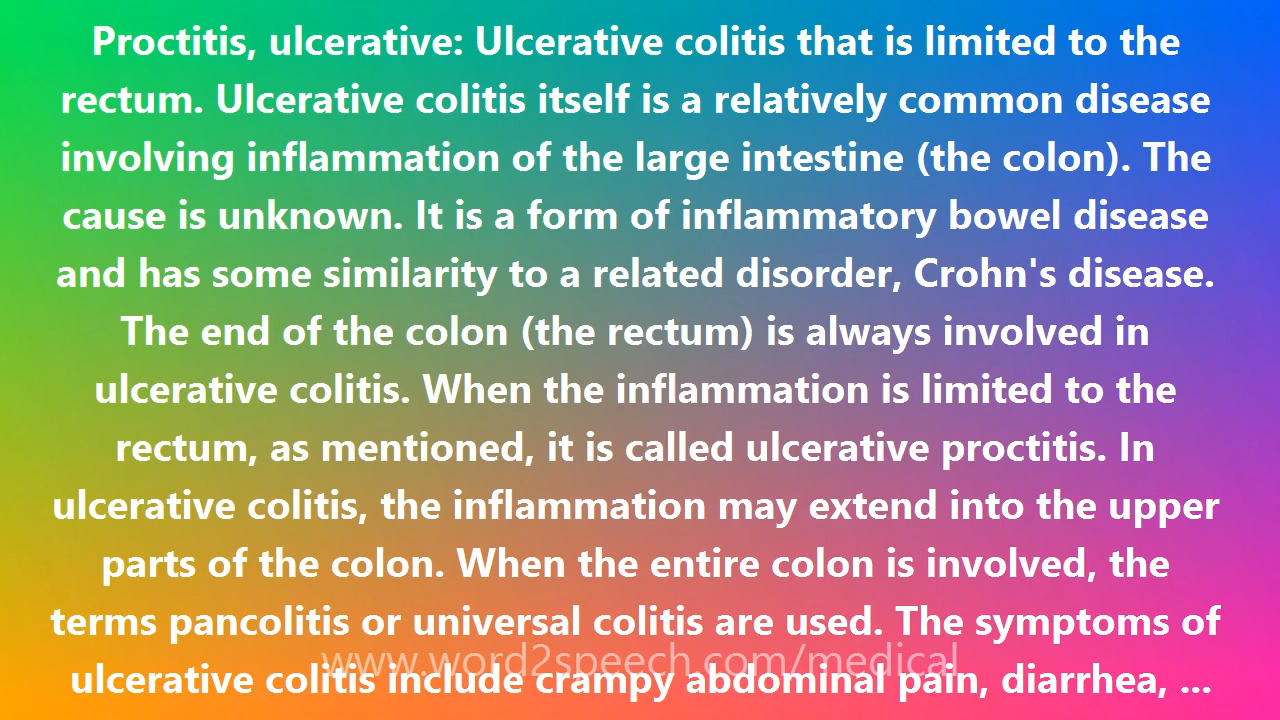 Proctitis, ulcerative: Ulcerative colitis that is limited to the
rectum. Ulcerative colitis itself is a relatively common disease
involving inflammation of the large intestine (the colon). The
cause is unknown. It is a form of inflammatory bowel disease
and has some similarity to a related disorder, Crohn's disease.
The end of the colon (the rectum) is always involved in
ulcerative colitis. When the inflammation is limited to the
rectum, as mentioned, it is called ulcerative proctitis. In
ulcerative colitis, the inflammation may extend into the upper
parts of the colon. When the entire colon is involved, the
terms pancolitis or universal colitis are used. The symptoms of
www.word2speech.com/medical
ulcerative colitis include crampy abdominal pain, diarrhea, ...